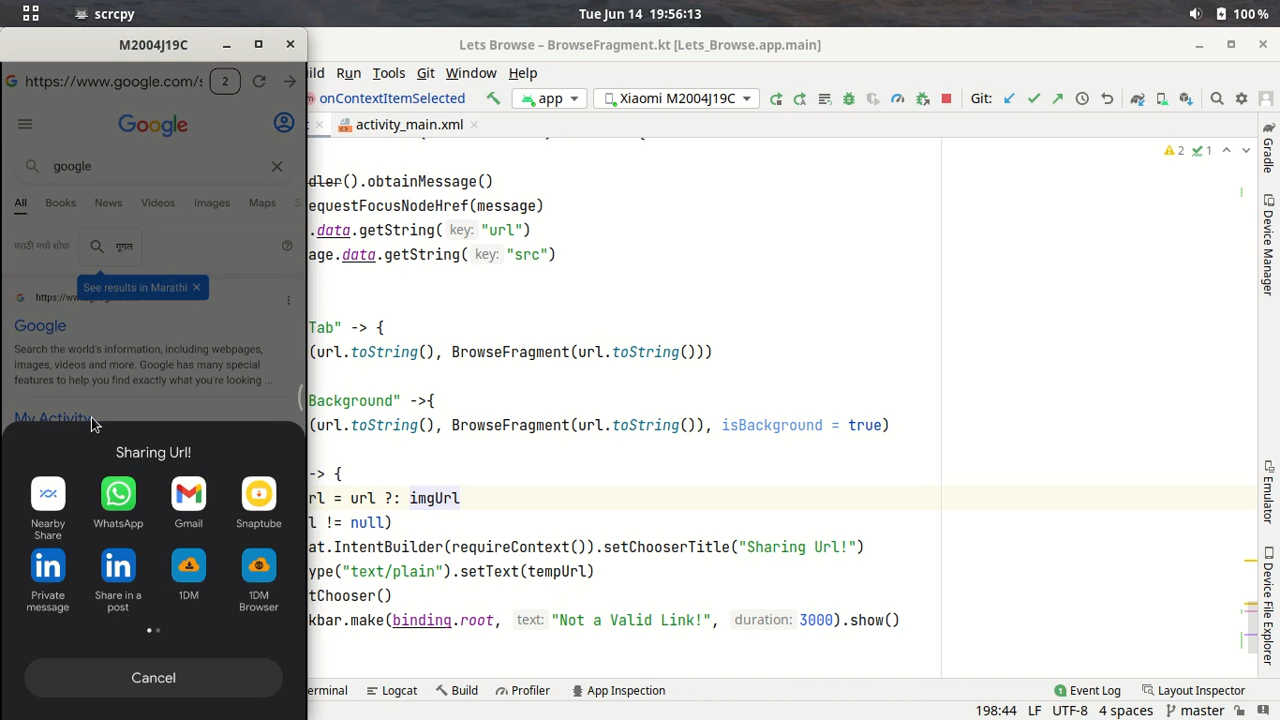 scrcpy
Tue Jun 14 19:56:13
100 %
M2004J19C
https://www.google.com/s
2
Google
google
All Books News Videos Images Maps
मराठी मध्ये शोधा
गूगल
See results in Marathi
Google
Search the world's information, including webpages,
images, videos and more. Google has many special
features to help you find exactly what you're looking ...
My Activity
Sharing Url!
Nearby Share
WhatsApp
Gmail
Snaptube
Private message
Share in a post
1DM
1DM Browser
Cancel
Lets Browse – BrowseFragment.kt [Lets_Browse.app.main]
ild Run Tools Git Window Help
onContextItemSelected
app
Xiaomi M2004J19C
Git:
activity_main.xml
2
1
dler().obtainMessage()
equestFocusNodeHref(message)
.data.getString( key: "url")
age.data.getString( key: "src")
Tab" -> {
(url.toString(), BrowseFragment(url.toString()))
Background" ->{
(url.toString(), BrowseFragment(url.toString()), isBackground = true)
-> {
rl = url ?: imgUrl
l != null)
at.IntentBuilder(requireContext()).setChooserTitle("Sharing Url!")
ype("text/plain").setText(tempUrl)
tChooser()
kbar.make(binding.root, text: "Not a Valid Link!", duration: 3000).show()
Gradle
Device Manager
Emulator
Device File Explorer
erminal Logcat Build Profiler App Inspection
1 Event Log Layout Inspector
198:44 LF UTF-8 4 spaces master